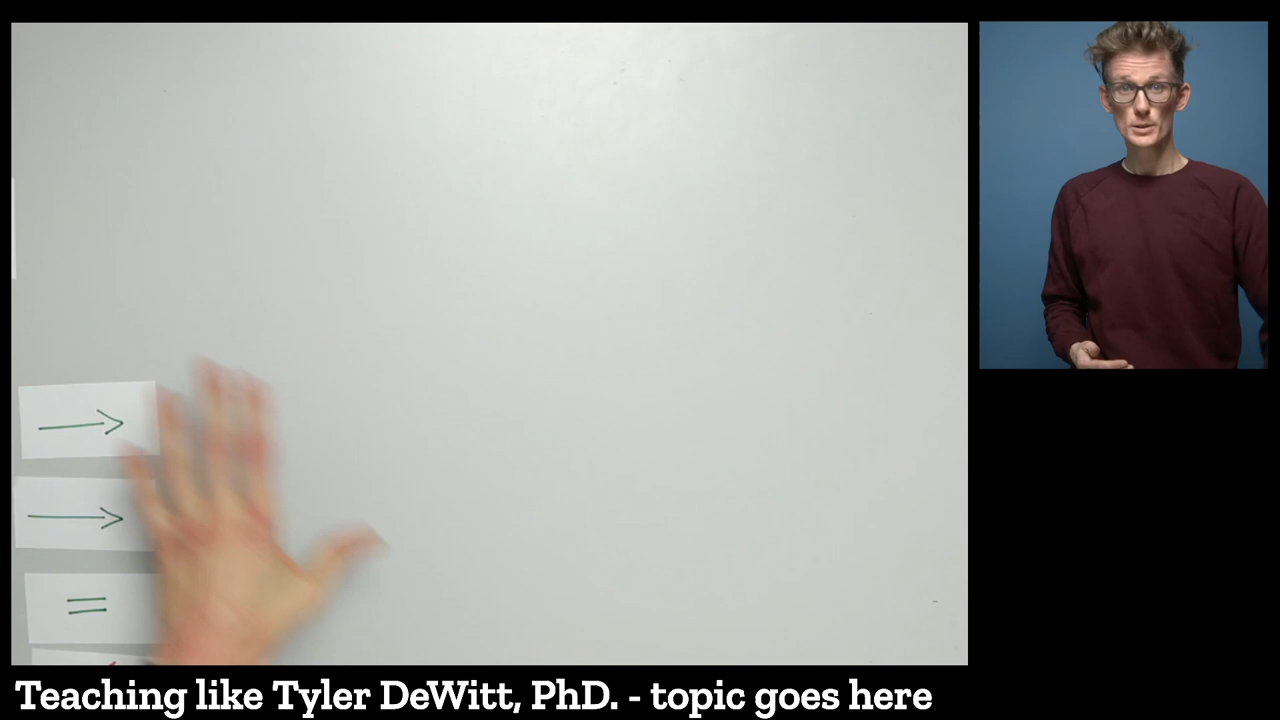 =
Teaching like Tyler DeWitt, PhD. - topic goes here